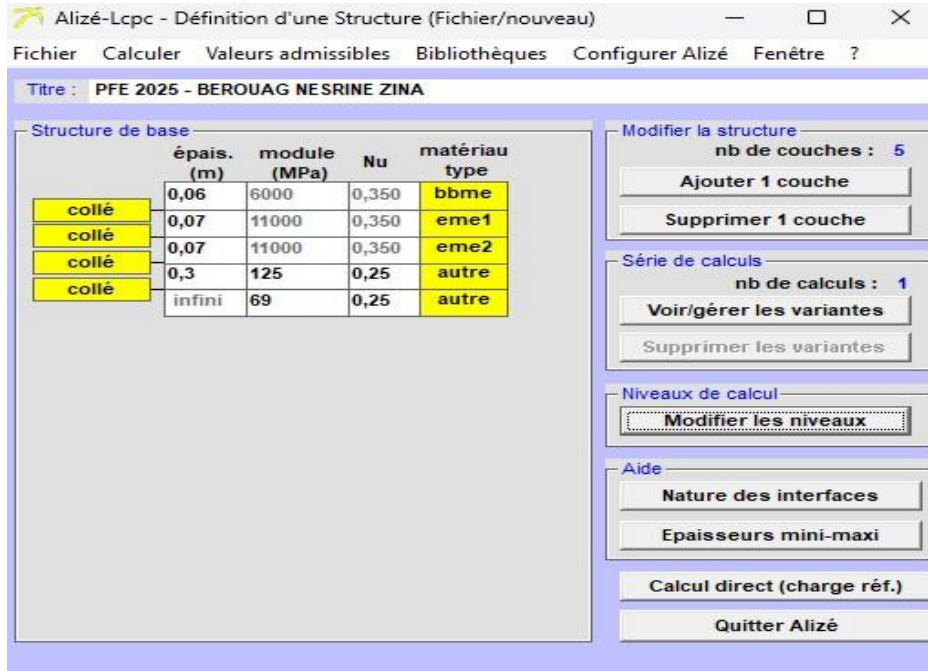 Alizé-Lcpc - Définition d'une Structure (Fichier/nouveau)
Fichier Calculer Valeurs admissibles Bibliothèques Configurer Alizé Fenêtre ?
Titre : PFE 2025 - BEROUAG NESRINE ZINA
Structure de base
épais. (m) module (MPa) Nu matériau type
0,06 6000 0,350 bbme
collé
0,07 11000 0,350 eme1
collé
0,07 11000 0,350 eme2
collé
0,3 125 0,25 autre
collé
infini 69 0,25 autre
Modifier la structure
nb de couches : 5
Ajouter 1 couche
Supprimer 1 couche
Série de calculs
nb de calculs : 1
Voir/gérer les variantes
Supprimer les variantes
Niveaux de calcul
Modifier les niveaux
Aide
Nature des interfaces
Epaisseurs mini-maxi
Calcul direct (charge réf.)
Quitter Alizé